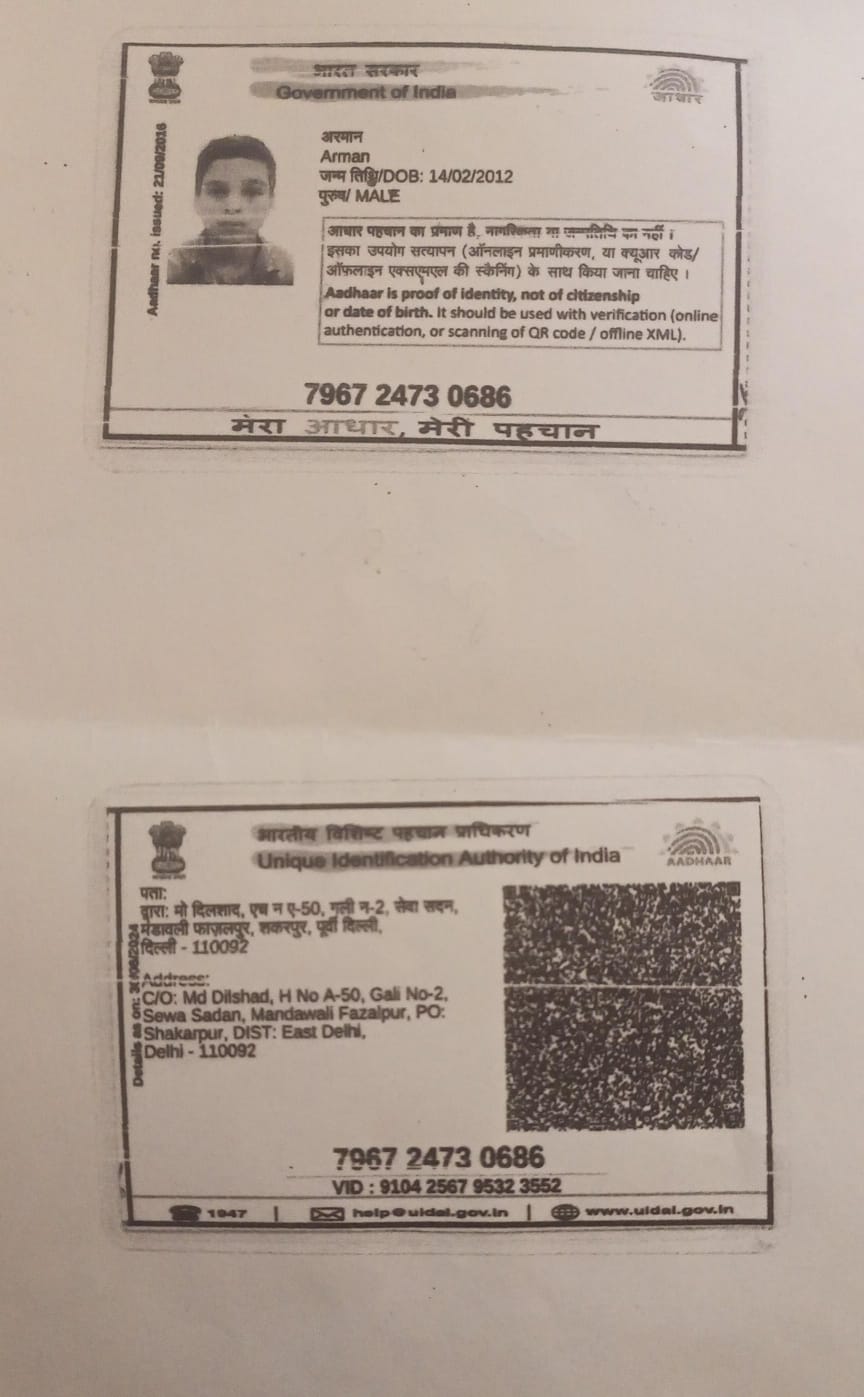 भारत सरकार
Government of India
आधार
Aadhaar no. issued: 21/09/2016
अरमान
Arman
जन्म तिथि/DOB: 14/02/2012
पुरुष/ MALE
आधार पहचान का प्रमाण है, नागरिकता या जन्मतिथि का नहीं ।
इसका उपयोग सत्यापन (ऑनलाइन प्रमाणीकरण, या क्यूआर कोड/
ऑफ़लाइन एक्सएमएल की स्कैनिंग) के साथ किया जाना चाहिए ।
Aadhaar is proof of identity, not of citizenship
or date of birth. It should be used with verification (online
authentication, or scanning of QR code / offline XML).
7967 2473 0686
मेरा आधार, मेरी पहचान
भारतीय विशिष्ट पहचान प्राधिकरण
Unique Identification Authority of India
AADHAAR
पता:
द्वारा: मो दिलशाद, एच न ए-50, गली न-2, सेवा सदन,
मंडावली फाज़लपुर, शकरपुर, पूर्वी दिल्ली,
दिल्ली - 110092
Address:
C/O: Md Dilshad, H No A-50, Gali No-2,
Sewa Sadan, Mandawali Fazalpur, PO:
Shakarpur, DIST: East Delhi,
Delhi - 110092
Details as on:
7967 2473 0686
VID : 9104 2567 9532 3552
1947 | help@uidai.gov.in | www.uidai.gov.in